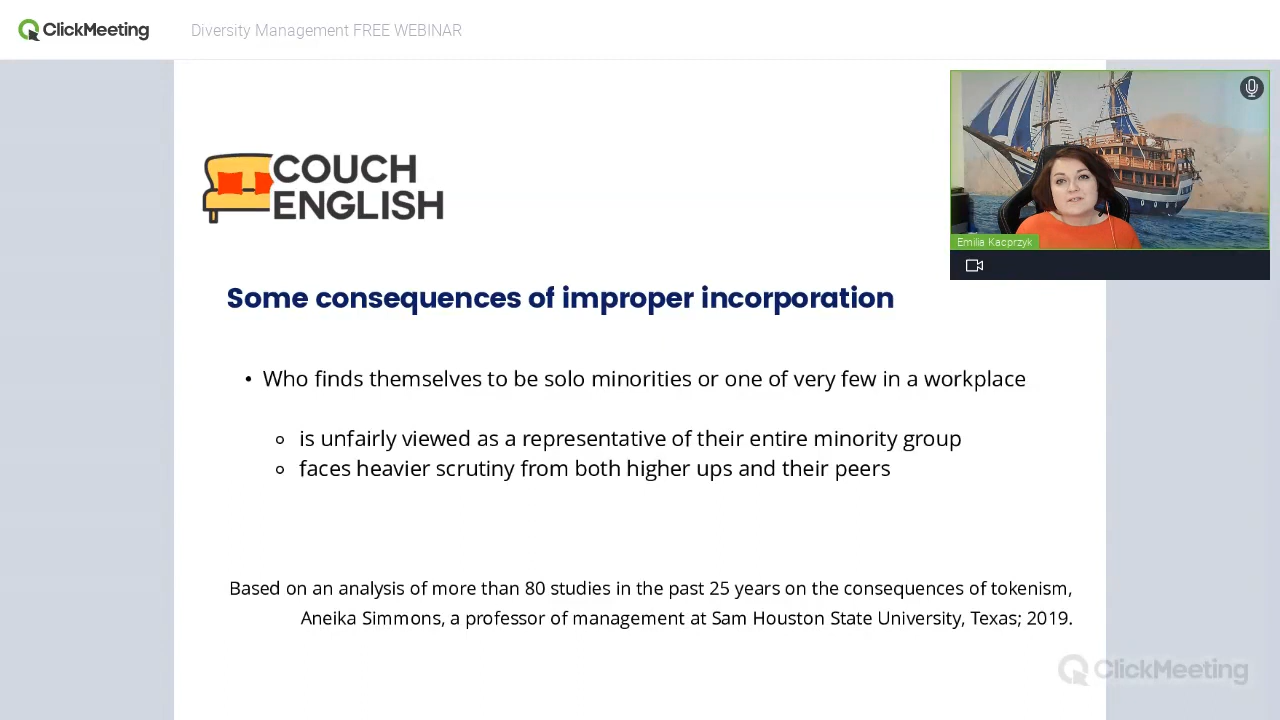 ClickMeeting
Diversity Management FREE WEBINAR
COUCH
ENGLISH
Emilia Kacprzyk
Some consequences of improper incorporation
• Who finds themselves to be solo minorities or one of very few in a workplace
is unfairly viewed as a representative of their entire minority group
faces heavier scrutiny from both higher ups and their peers
Based on an analysis of more than 80 studies in the past 25 years on the consequences of tokenism,
Aneika Simmons, a professor of management at Sam Houston State University, Texas; 2019.
ClickMeeting